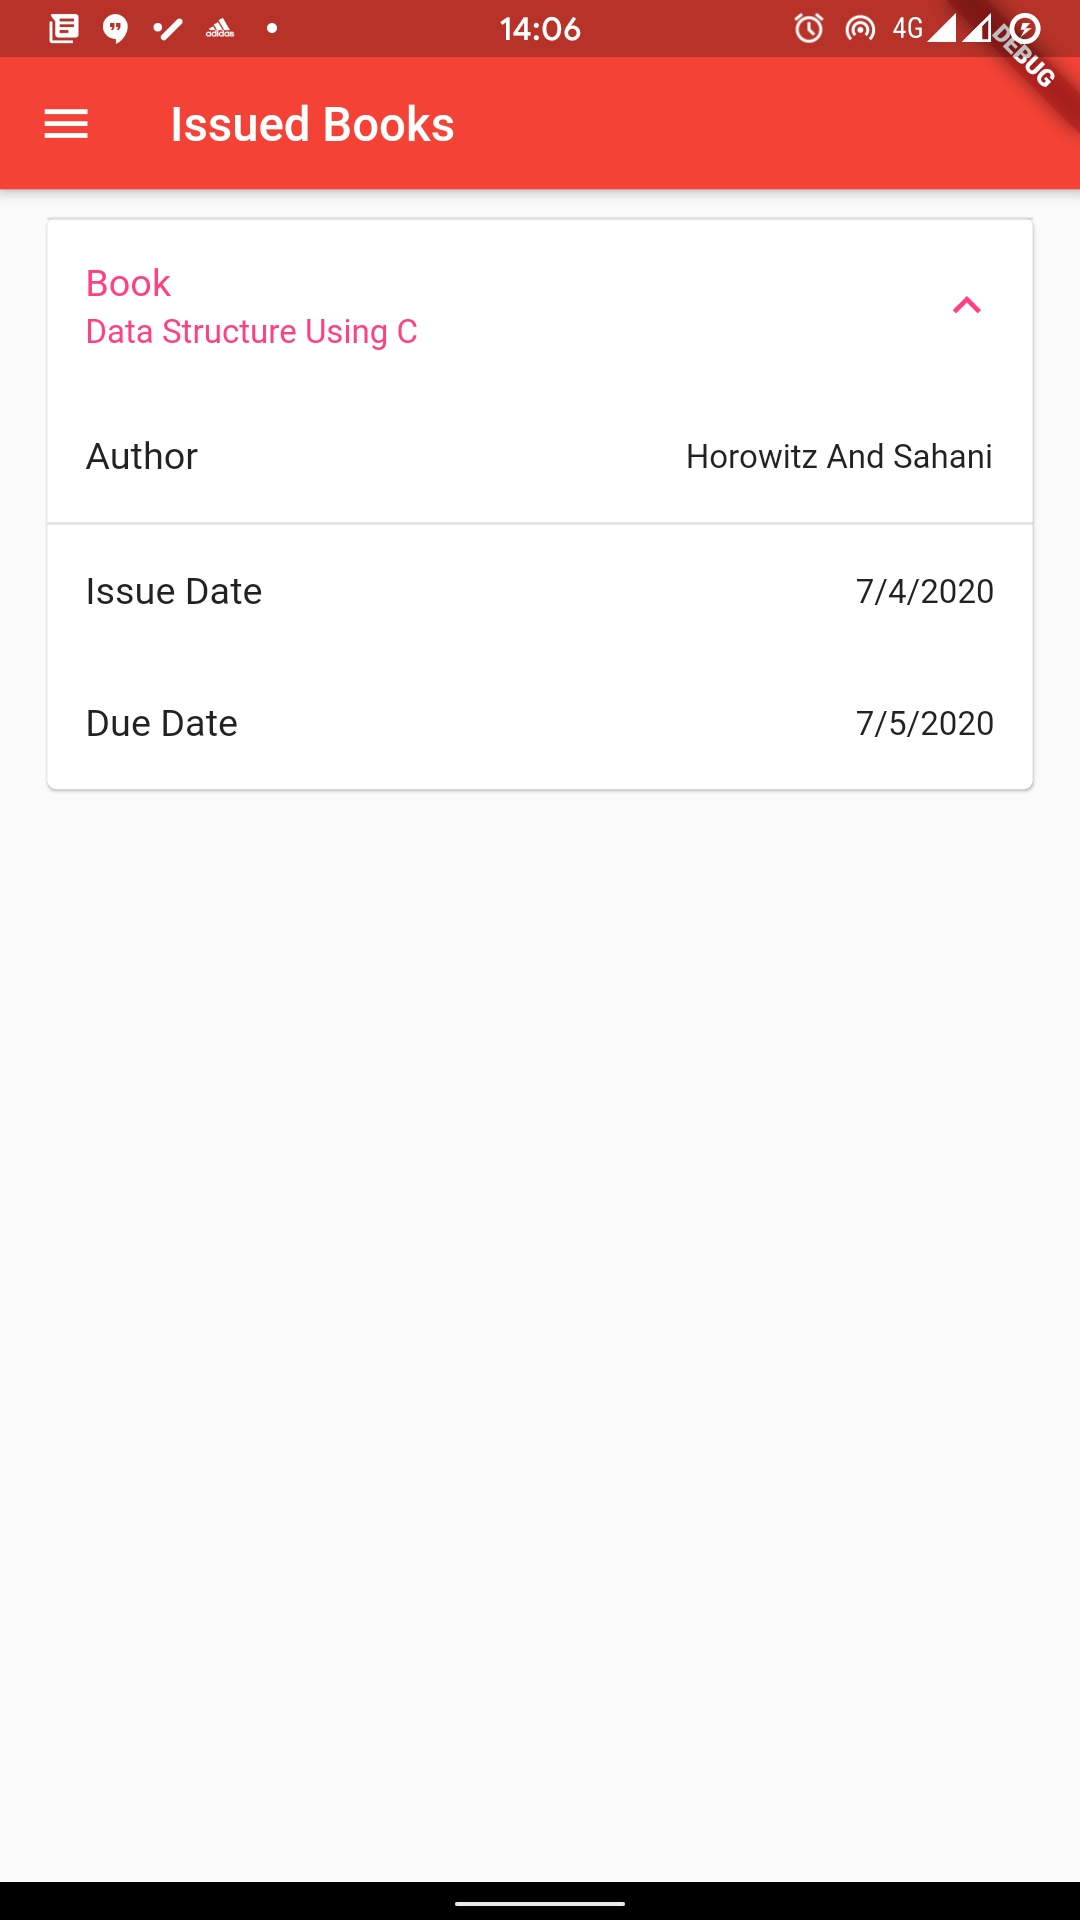 adidas
14:06
4G
DEBUG
Issued Books
Book
Data Structure Using C
Author Horowitz And Sahani
Issue Date 7/4/2020
Due Date 7/5/2020